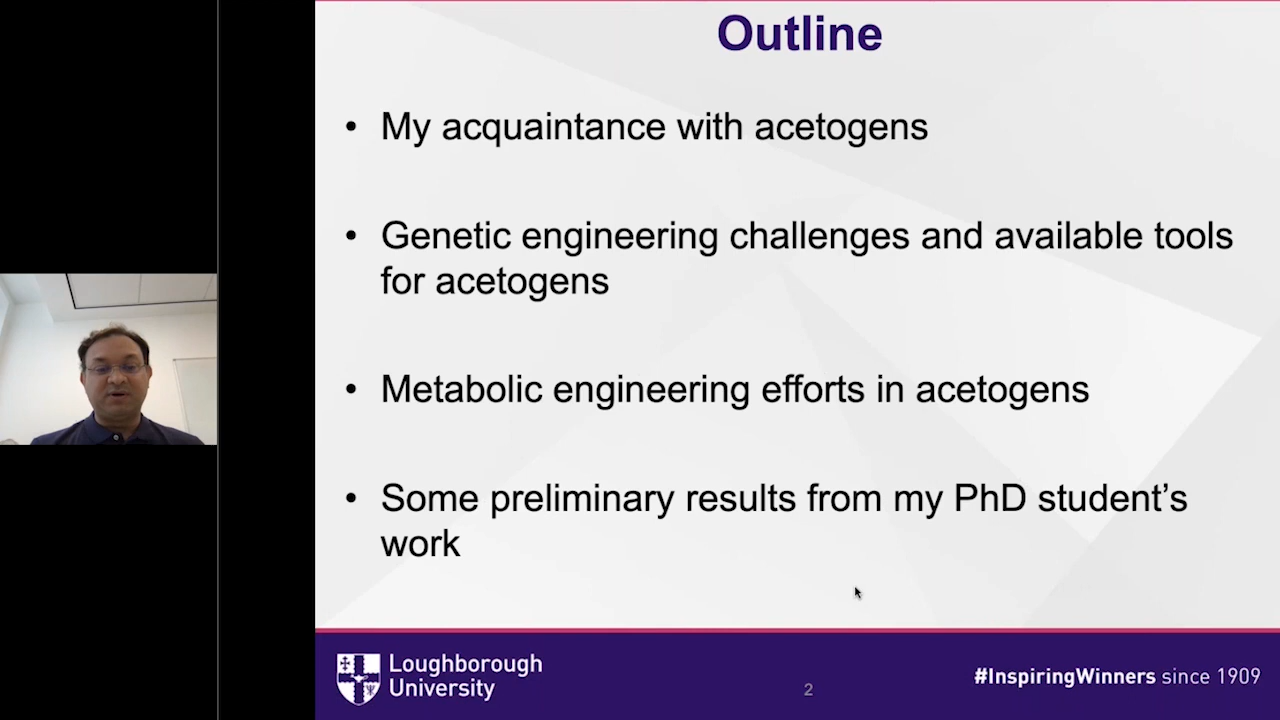 Outline
• My acquaintance with acetogens
• Genetic engineering challenges and available tools
for acetogens
• Metabolic engineering efforts in acetogens
• Some preliminary results from my PhD student’s
work
Loughborough
University
2
#InspiringWinners since 1909